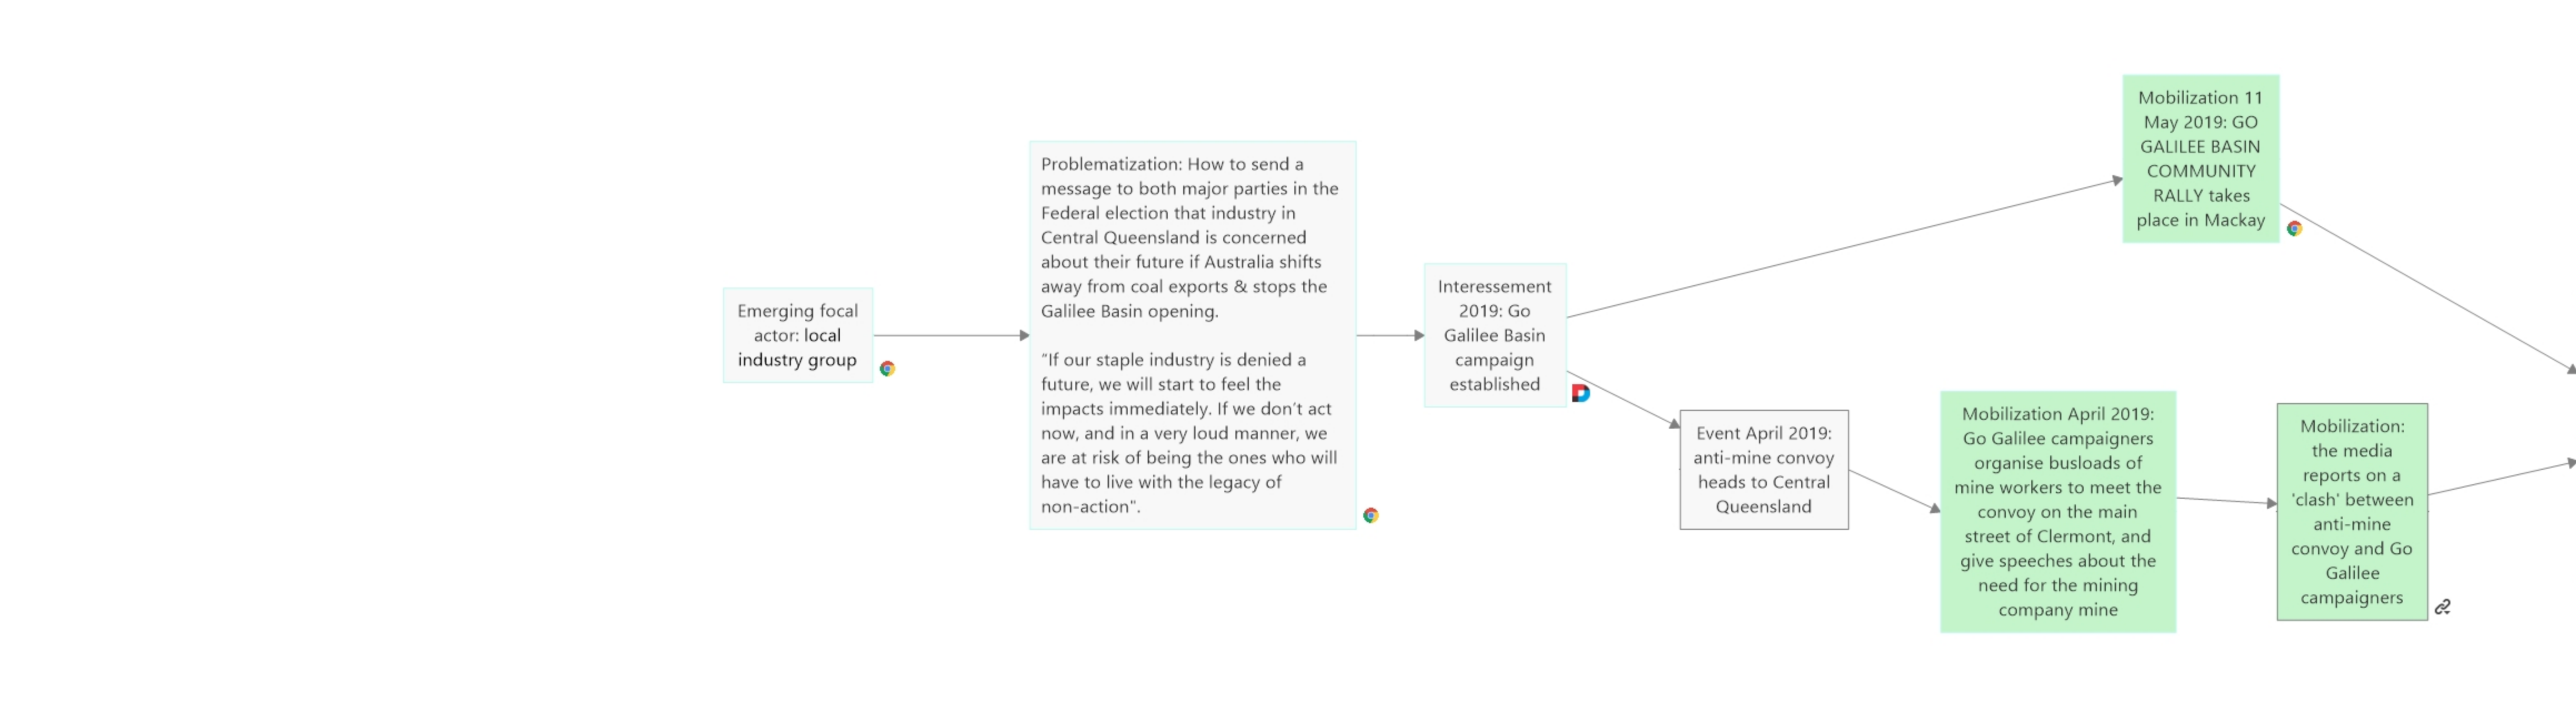 Emerging focal
actor: local
industry group
Problematization: How to send a
message to both major parties in the
Federal election that industry in
Central Queensland is concerned
about their future if Australia shifts
away from coal exports & stops the
Galilee Basin opening.
“If our staple industry is denied a
future, we will start to feel the
impacts immediately. If we don’t act
now, and in a very loud manner, we
are at risk of being the ones who will
have to live with the legacy of
non-action".
Interessement
2019: Go
Galilee Basin
campaign
established
Mobilization 11
May 2019: GO
GALILEE BASIN
COMMUNITY
RALLY takes
place in Mackay
Event April 2019:
anti-mine convoy
heads to Central
Queensland
Mobilization April 2019:
Go Galilee campaigners
organise busloads of
mine workers to meet the
convoy on the main
street of Clermont, and
give speeches about the
need for the mining
company mine
Mobilization:
the media
reports on a
'clash' between
anti-mine
convoy and Go
Galilee
campaigners